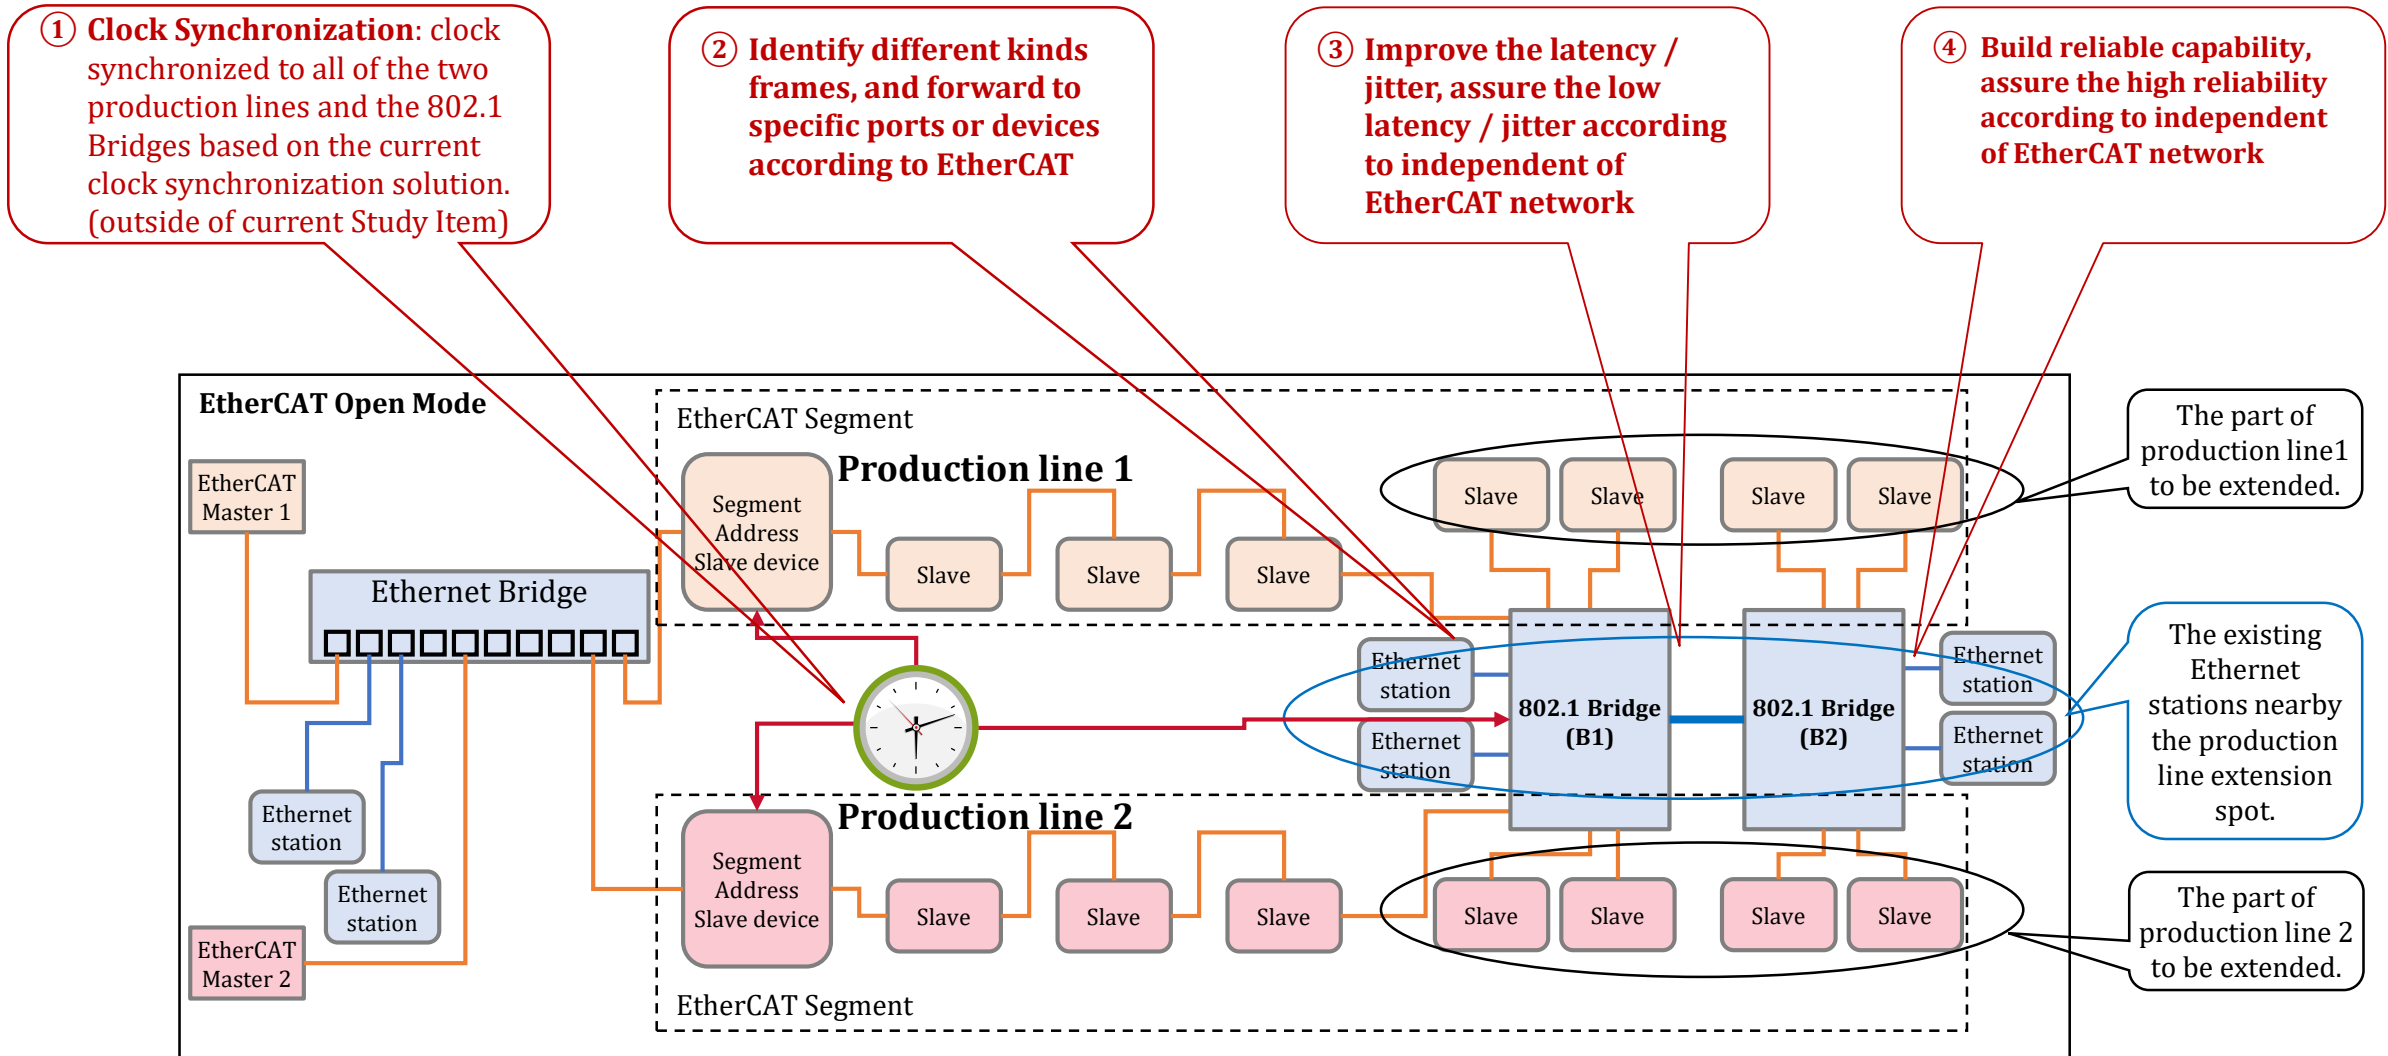 ① Clock Synchronization: clock
synchronized to all of the two
production lines and the 802.1
Bridges based on the current
clock synchronization solution.
(outside of current Study Item)
② Identify different kinds
frames, and forward to
specific ports or devices
according to EtherCAT
③ Improve the latency /
jitter, assure the low
latency / jitter according
to independent of
EtherCAT network
④ Build reliable capability,
assure the high reliability
according to independent
of EtherCAT network
EtherCAT Open Mode
EtherCAT
Master 1
Ethernet Bridge
Ethernet
station
Ethernet
station
EtherCAT
Master 2
EtherCAT Segment
Production line 1
Segment
Address
Slave device
Slave
Slave
Slave
Slave
Slave
Slave
Slave
The part of
production line1
to be extended.
Ethernet
station
Ethernet
station
802.1 Bridge
(B1)
802.1 Bridge
(B2)
Ethernet
station
Ethernet
station
The existing
Ethernet
stations nearby
the production
line extension
spot.
Production line 2
Segment
Address
Slave device
Slave
Slave
Slave
Slave
Slave
Slave
Slave
EtherCAT Segment
The part of
production line 2
to be extended.